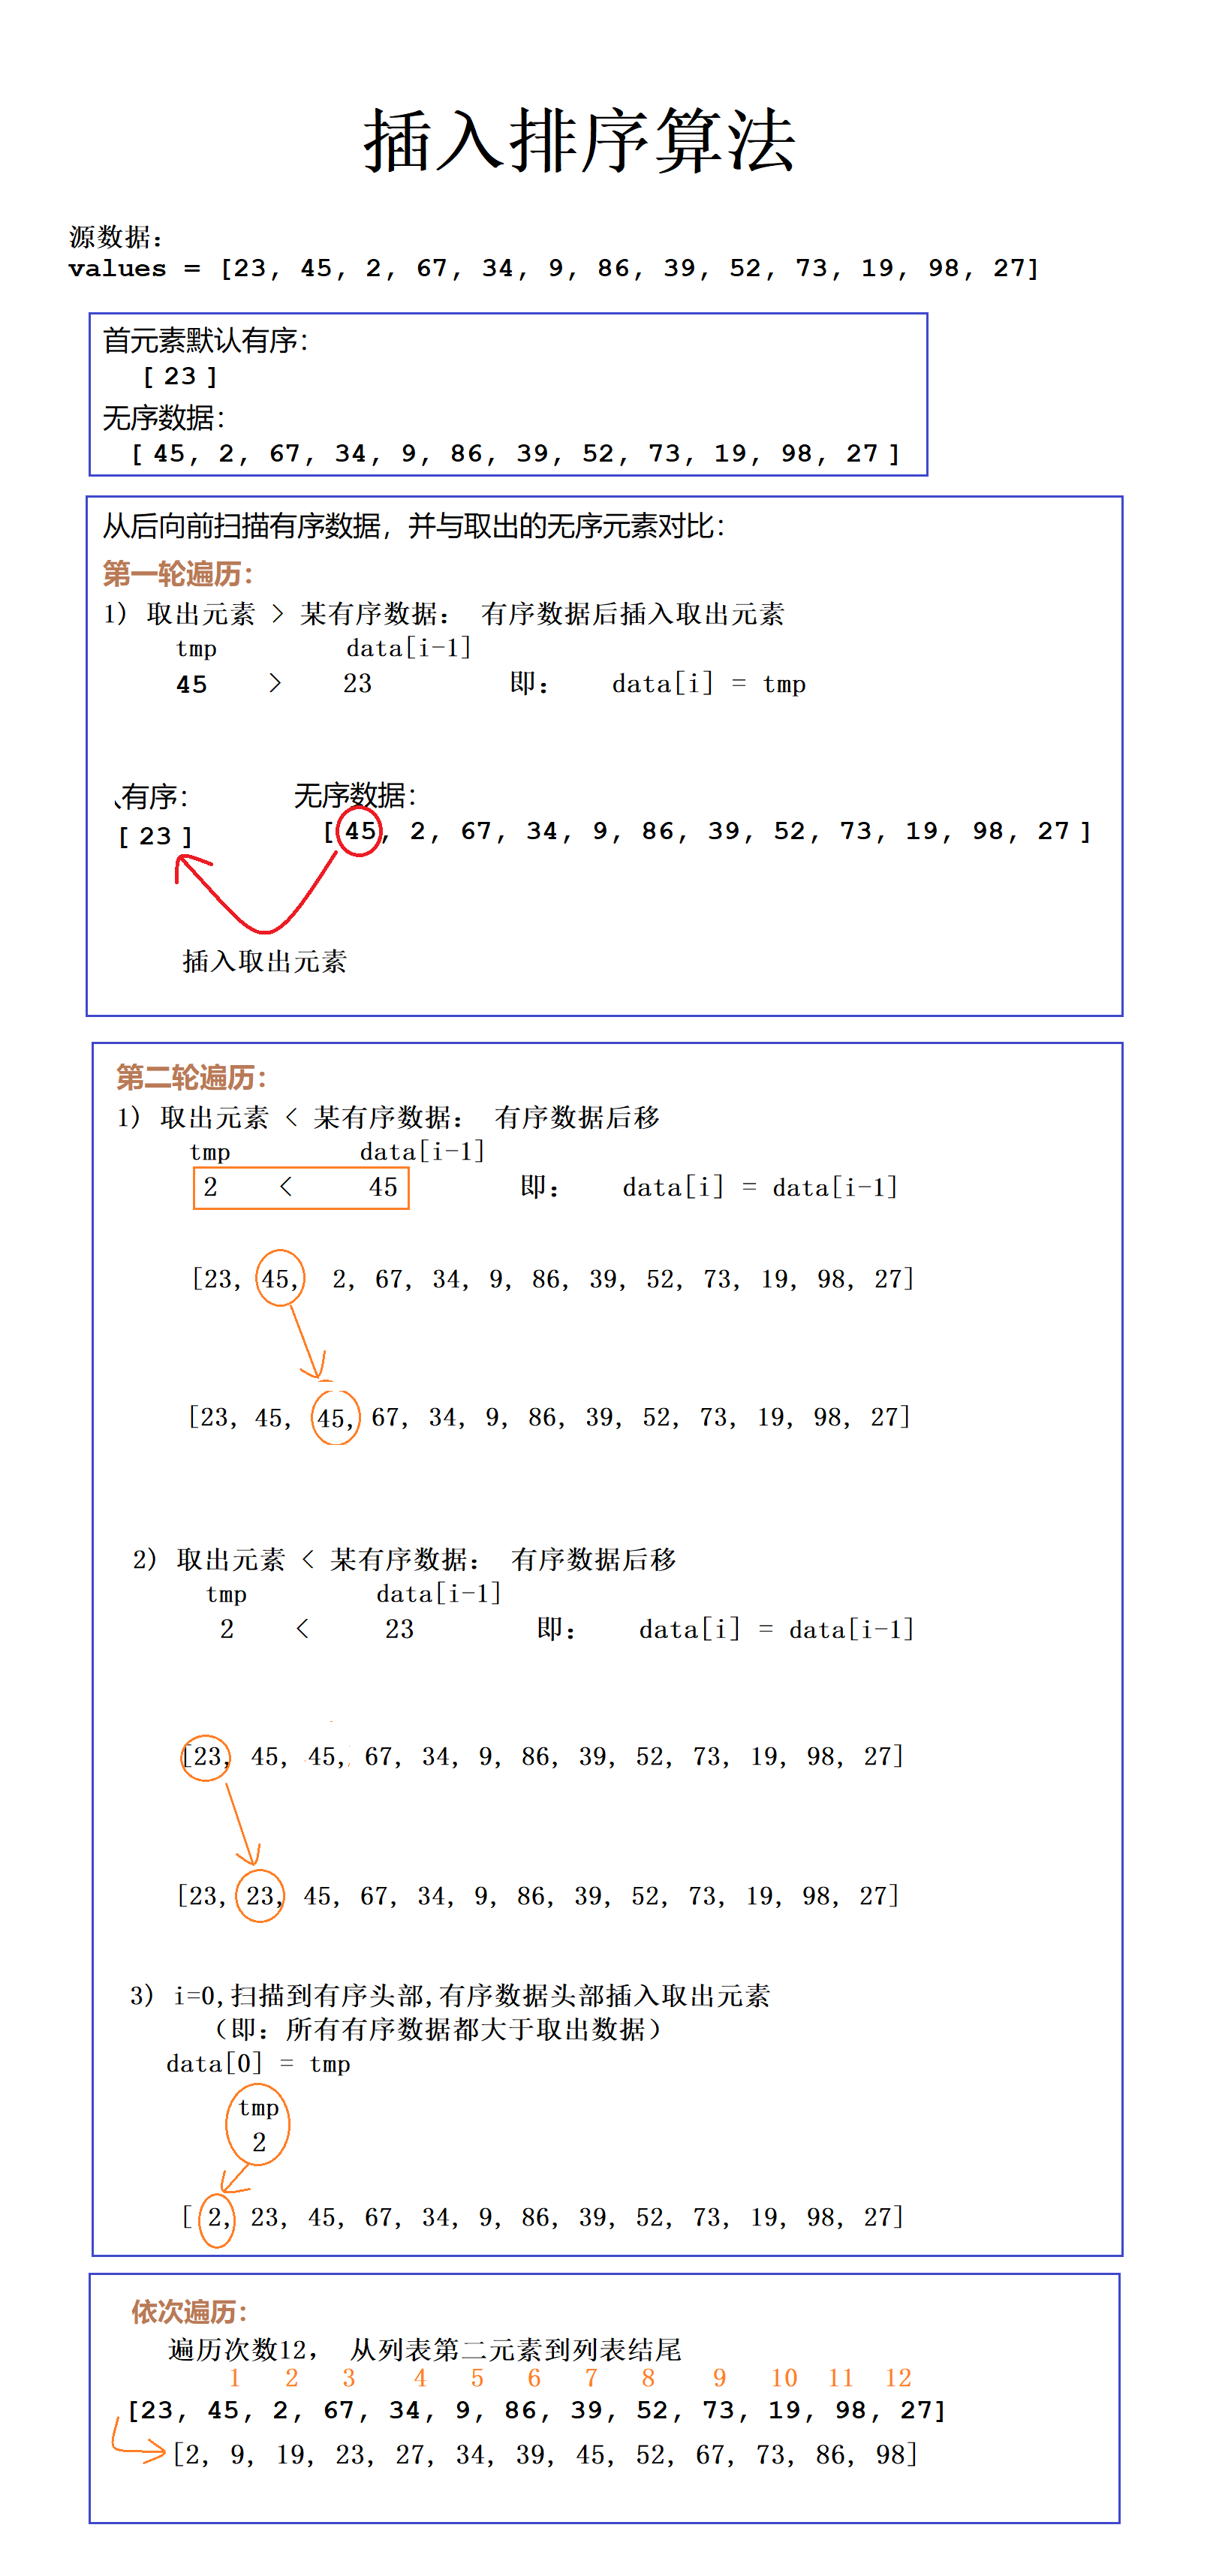 插入排序算法
源数据：
values = [23, 45, 2, 67, 34, 9, 86, 39, 52, 73, 19, 98, 27]
首元素默认有序：
[ 23 ]
无序数据：
[ 45, 2, 67, 34, 9, 86, 39, 52, 73, 19, 98, 27 ]
从后向前扫描有序数据，并与取出的无序元素对比：
第一轮遍历：
1) 取出元素 > 某有序数据： 有序数据后插入取出元素
tmp data[i-1]
45 > 23 即： data[i] = tmp
有序： 无序数据：
[ 23 ] [ 45, 2, 67, 34, 9, 86, 39, 52, 73, 19, 98, 27 ]
插入取出元素
第二轮遍历：
1) 取出元素 < 某有序数据： 有序数据后移
tmp data[i-1]
2 < 45 即： data[i] = data[i-1]
[23, 45, 2, 67, 34, 9, 86, 39, 52, 73, 19, 98, 27]
[23, 45, 45, 67, 34, 9, 86, 39, 52, 73, 19, 98, 27]
2) 取出元素 < 某有序数据： 有序数据后移
tmp data[i-1]
2 < 23 即： data[i] = data[i-1]
[23, 45, 45, 67, 34, 9, 86, 39, 52, 73, 19, 98, 27]
[23, 23, 45, 67, 34, 9, 86, 39, 52, 73, 19, 98, 27]
3) i=0,扫描到有序头部,有序数据头部插入取出元素
（即：所有有序数据都大于取出数据）
data[0] = tmp
tmp
2
[ 2, 23, 45, 67, 34, 9, 86, 39, 52, 73, 19, 98, 27]
依次遍历：
遍历次数12， 从列表第二元素到列表结尾
1 2 3 4 5 6 7 8 9 10 11 12
[23, 45, 2, 67, 34, 9, 86, 39, 52, 73, 19, 98, 27]
[2, 9, 19, 23, 27, 34, 39, 45, 52, 67, 73, 86, 98]